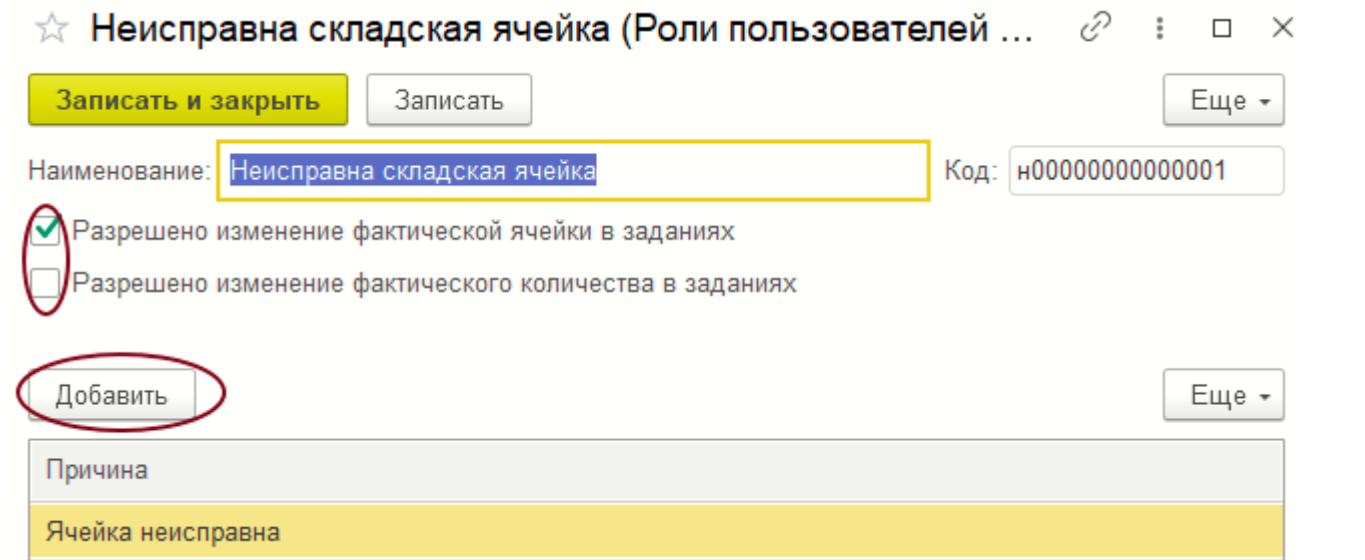 Неисправна складская ячейка (Роли пользователей ...
Записать и закрыть Записать Еще
Наименование: Неисправна складская ячейка Код: н00000000000001
Разрешено изменение фактической ячейки в заданиях
Разрешено изменение фактического количества в заданиях
Добавить Еще
Причина
Ячейка неисправна